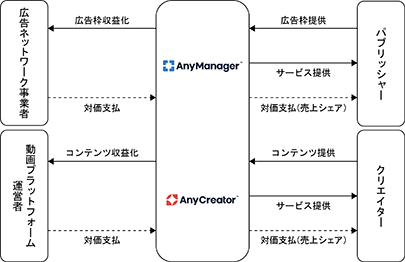 広告ネットワーク事業者
広告枠収益化
対価支払
AnyManager
広告枠提供
サービス提供
対価支払(売上シェア)
パブリッシャー
動画プラットフォーム
運営者
コンテンツ収益化
対価支払
AnyCreator
コンテンツ提供
サービス提供
対価支払(売上シェア)
クリエイター